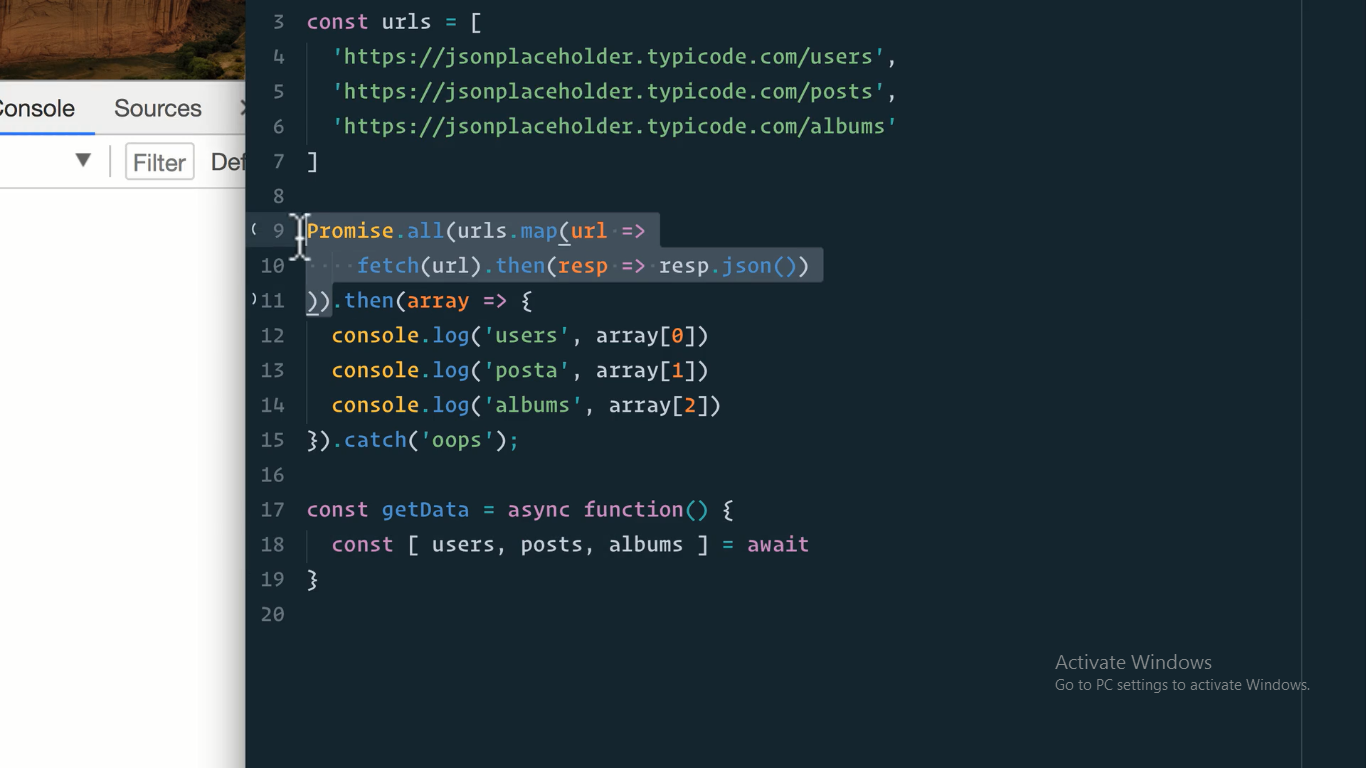 Console Sources
Filter Def
3 const urls = [
4 'https://jsonplaceholder.typicode.com/users',
5 'https://jsonplaceholder.typicode.com/posts',
6 'https://jsonplaceholder.typicode.com/albums'
7 ]
8
9 Promise.all(urls.map(url =>
10 fetch(url).then(resp => resp.json())
11 )).then(array => {
12 console.log('users', array[0])
13 console.log('posta', array[1])
14 console.log('albums', array[2])
15 }).catch('oops');
16
17 const getData = async function() {
18 const [ users, posts, albums ] = await
19 }
20
Activate Windows
Go to PC settings to activate Windows.